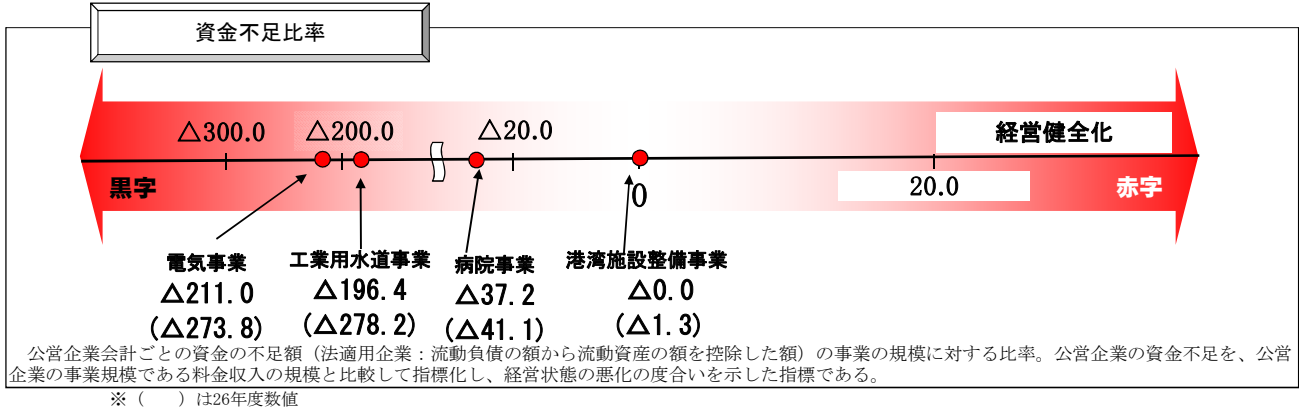 資金不足比率
△300.0 △200.0 △20.0 経営健全化
黒字 0 20.0 赤字
電気事業 工業用水道事業 病院事業 港湾施設整備事業
△211.0 △196.4 △37.2 △0.0
(△273.8) (△278.2) (△41.1) (△1.3)
公営企業会計ごとの資金の不足額（法適用企業：流動負債の額から流動資産の額を控除した額）の事業の規模に対する比率。公営企業の資金不足を、公営
企業の事業規模である料金収入の規模と比較して指標化し、経営状態の悪化の度合いを示した指標である。
※（　　）は26年度数値